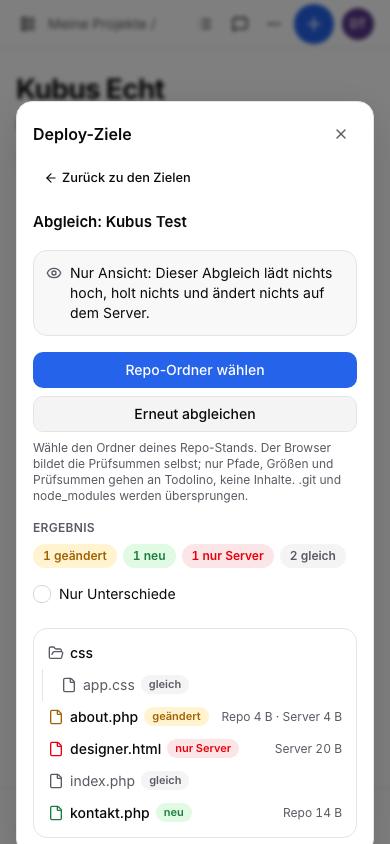 Meine Projekte /
DT
Kubus Echt
Deploy-Ziele
Zurück zu den Zielen
Abgleich: Kubus Test
Nur Ansicht: Dieser Abgleich lädt nichts
hoch, holt nichts und ändert nichts auf
dem Server.
Repo-Ordner wählen
Erneut abgleichen
Wähle den Ordner deines Repo-Stands. Der Browser
bildet die Prüfsummen selbst; nur Pfade, Größen und
Prüfsummen gehen an Todolino, keine Inhalte. .git und
node_modules werden übersprungen.
ERGEBNIS
1 geändert 1 neu 1 nur Server 2 gleich
Nur Unterschiede
css
app.css gleich
about.php geändert Repo 4 B · Server 4 B
designer.html nur Server Server 20 B
index.php gleich
kontakt.php neu Repo 14 B